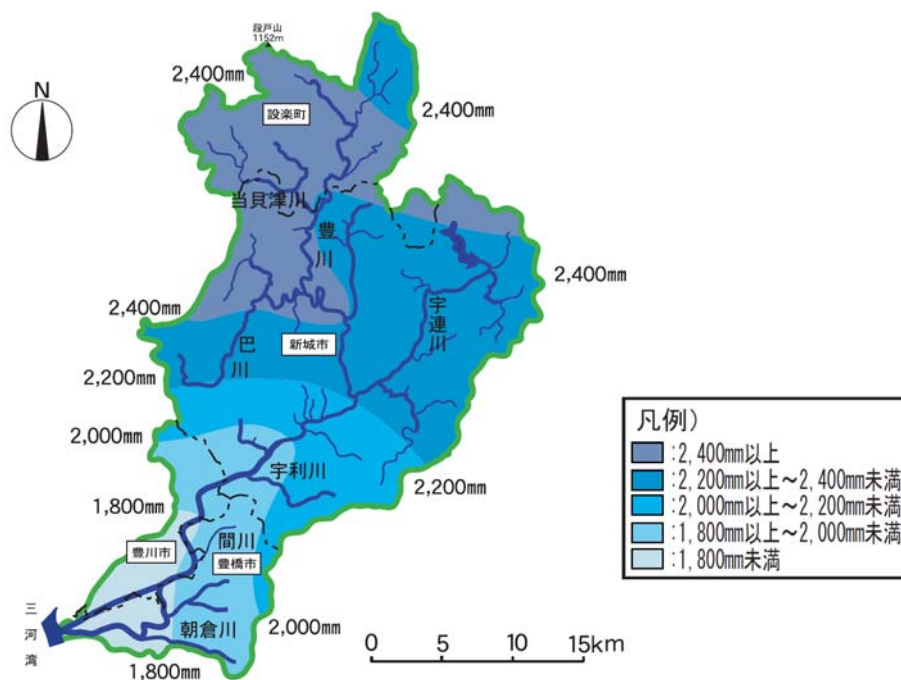 段戸山
1152m
2,400mm
N
設楽町
2,400mm
当貝津川
豊川
2,400mm
宇連川
2,400mm
新城市
巴川
2,200mm
2,000mm
宇利川
2,200mm
1,800mm
間川
豊川市
豊橋市
三河湾
朝倉川
2,000mm
1,800mm
0 5 10 15km
凡例)
:2,400mm以上
:2,200mm以上～2,400mm未満
:2,000mm以上～2,200mm未満
:1,800mm以上～2,000mm未満
:1,800mm未満